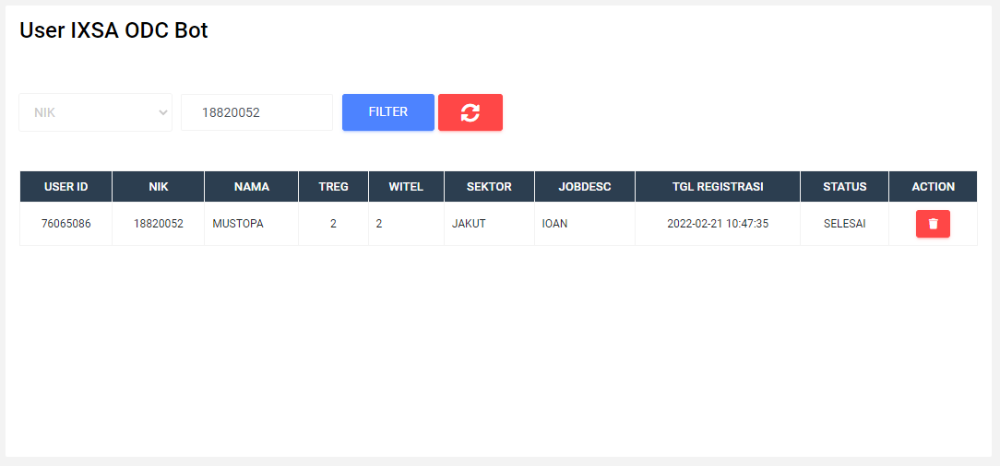 User IXSA ODC Bot
NIK 18820052 FILTER
USER ID NIK NAMA TREG WITEL SEKTOR JOBDESC TGL REGISTRASI STATUS ACTION
76065086 18820052 MUSTOPA 2 2 JAKUT IOAN 2022-02-21 10:47:35 SELESAI